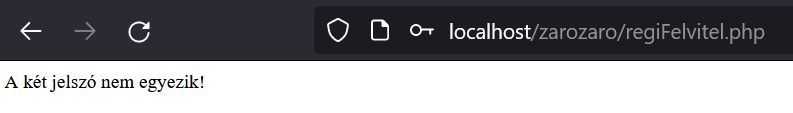 localhost/zarozaro/regiFelvitel.php
A két jelszó nem egyezik!